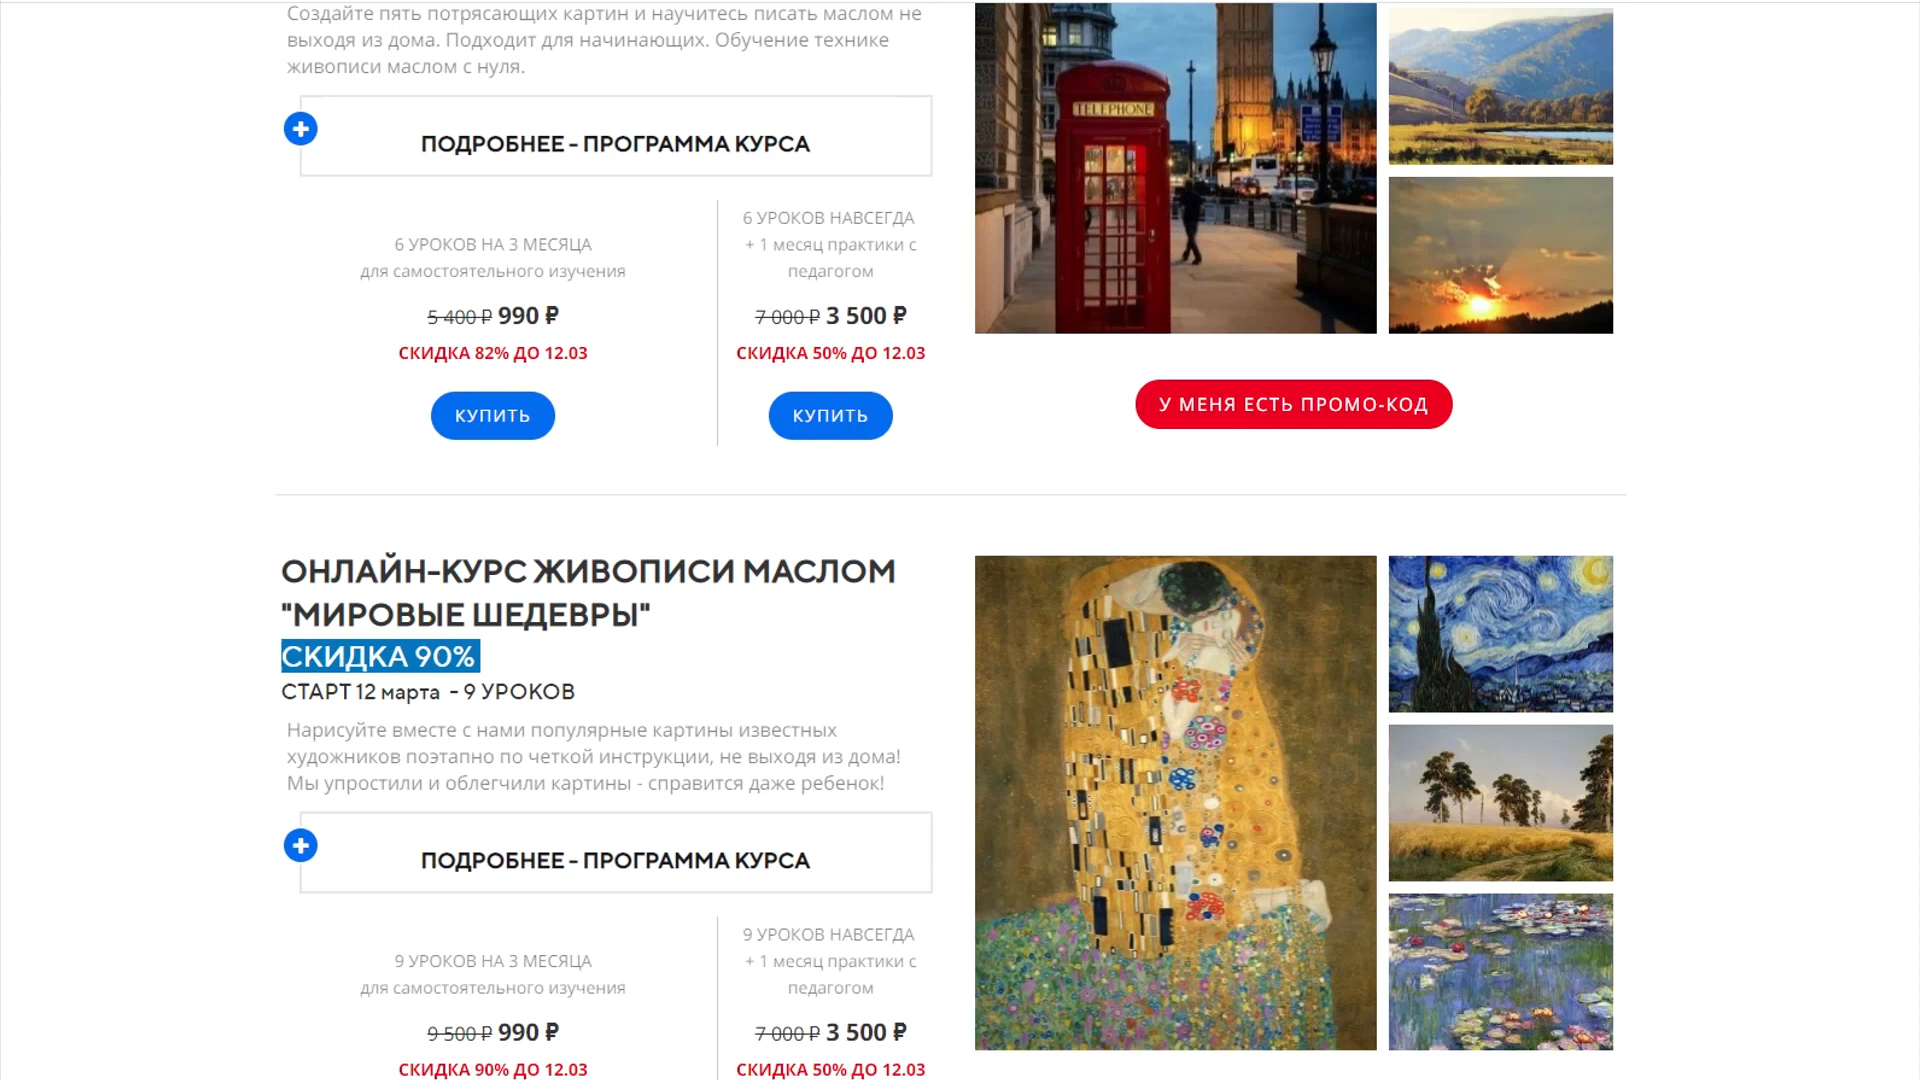 Создайте пять потрясающих картин и научитесь писать маслом не
выходя из дома. Подходит для начинающих. Обучение технике
живописи маслом с нуля.
ПОДРОБНЕЕ - ПРОГРАММА КУРСА
6 УРОКОВ НА 3 МЕСЯЦА
для самостоятельного изучения
5 400 ₽ 990 ₽
СКИДКА 82% ДО 12.03
КУПИТЬ
6 УРОКОВ НАВСЕГДА
+ 1 месяц практики с
педагогом
7 000 ₽ 3 500 ₽
СКИДКА 50% ДО 12.03
КУПИТЬ
TELEPHONE
У МЕНЯ ЕСТЬ ПРОМО-КОД
ОНЛАЙН-КУРС ЖИВОПИСИ МАСЛОМ
"МИРОВЫЕ ШЕДЕВРЫ"
СКИДКА 90%
СТАРТ 12 марта - 9 УРОКОВ
Нарисуйте вместе с нами популярные картины известных
художников поэтапно по четкой инструкции, не выходя из дома!
Мы упростили и облегчили картины - справится даже ребенок!
ПОДРОБНЕЕ - ПРОГРАММА КУРСА
9 УРОКОВ НА 3 МЕСЯЦА
для самостоятельного изучения
9 500 ₽ 990 ₽
СКИДКА 90% ДО 12.03
9 УРОКОВ НАВСЕГДА
+ 1 месяц практики с
педагогом
7 000 ₽ 3 500 ₽
СКИДКА 50% ДО 12.03